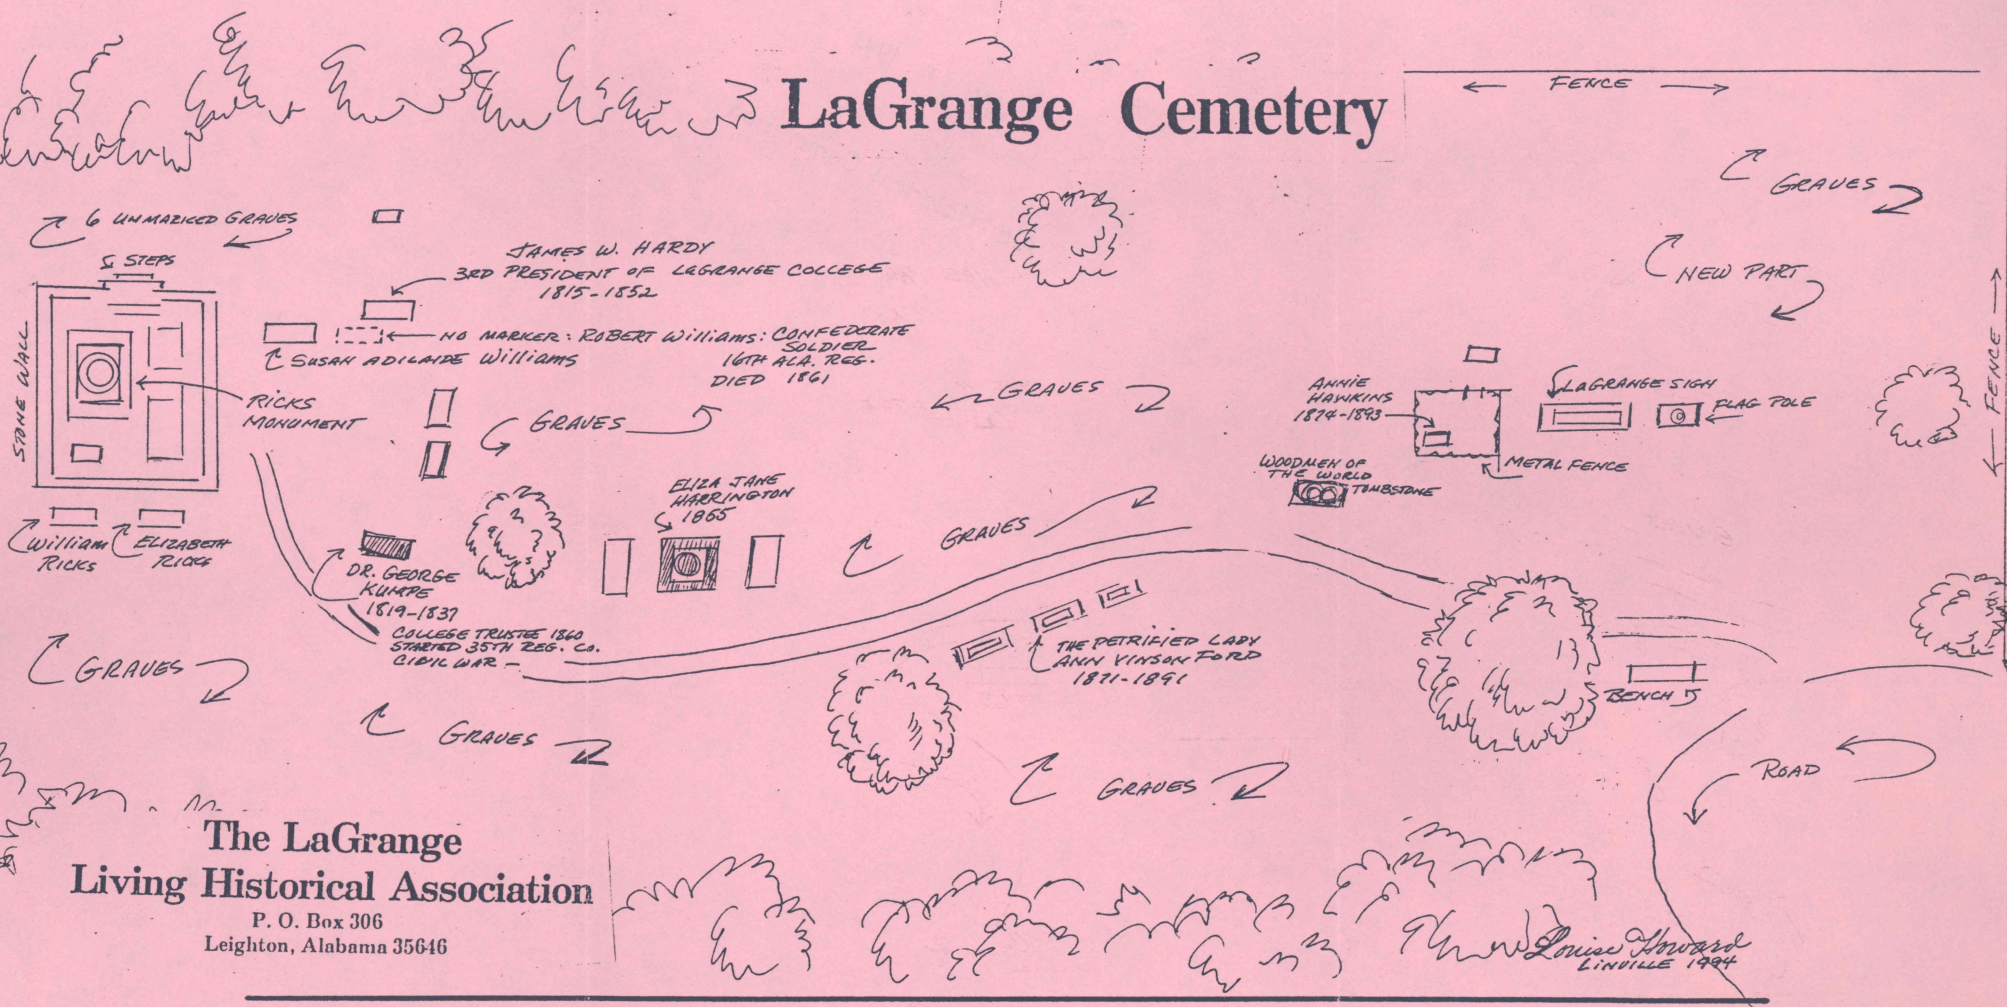 LaGrange Cemetery
FENCE
GRAVES
NEW PART
FENCE
6 UNMARKED GRAVES
STEPS
STONE WALL
RICKS
MONUMENT
JAMES W. HARDY
3RD PRESIDENT OF LAGRANGE COLLEGE
1815-1852
NO MARKER: ROBERT Williams: CONFEDERATE
SOLDIER
16TH ALA. REG.
DIED 1861
SUSAN ADILAIDE Williams
GRAVES
GRAVES
ANNIE
HAWKINS
1874-1893
LAGRANGE SIGN
FLAG POLE
METAL FENCE
WOODMEN OF
THE WORLD
TOMBSTONE
ELIZA JANE
HARRINGTON
1865
GRAVES
William
RICKS
ELIZABETH
RICKS
DR. GEORGE
KUMPE
1819-1837
COLLEGE TRUSTEE 1860
STARTED 35TH REG. CO.
CIVIL WAR -
THE PETRIFIED LADY
ANN VINSON FORD
1871-1891
BENCH
GRAVES
GRAVES
GRAVES
ROAD
The LaGrange
Living Historical Association
P. O. Box 306
Leighton, Alabama 35646
Louise Howard
LINVILLE 1994